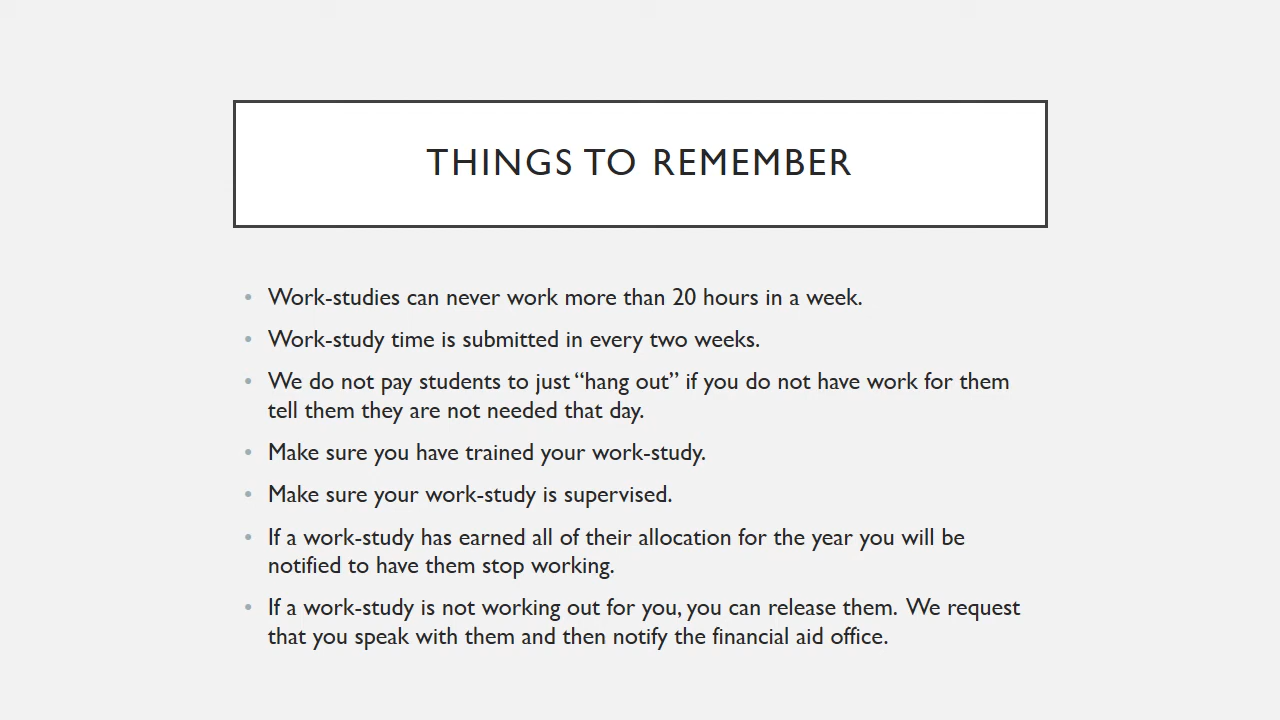 THINGS TO REMEMBER
• Work-studies can never work more than 20 hours in a week.
• Work-study time is submitted in every two weeks.
• We do not pay students to just “hang out” if you do not have work for them
tell them they are not needed that day.
• Make sure you have trained your work-study.
• Make sure your work-study is supervised.
• If a work-study has earned all of their allocation for the year you will be
notified to have them stop working.
• If a work-study is not working out for you, you can release them.  We request
that you speak with them and then notify the financial aid office.